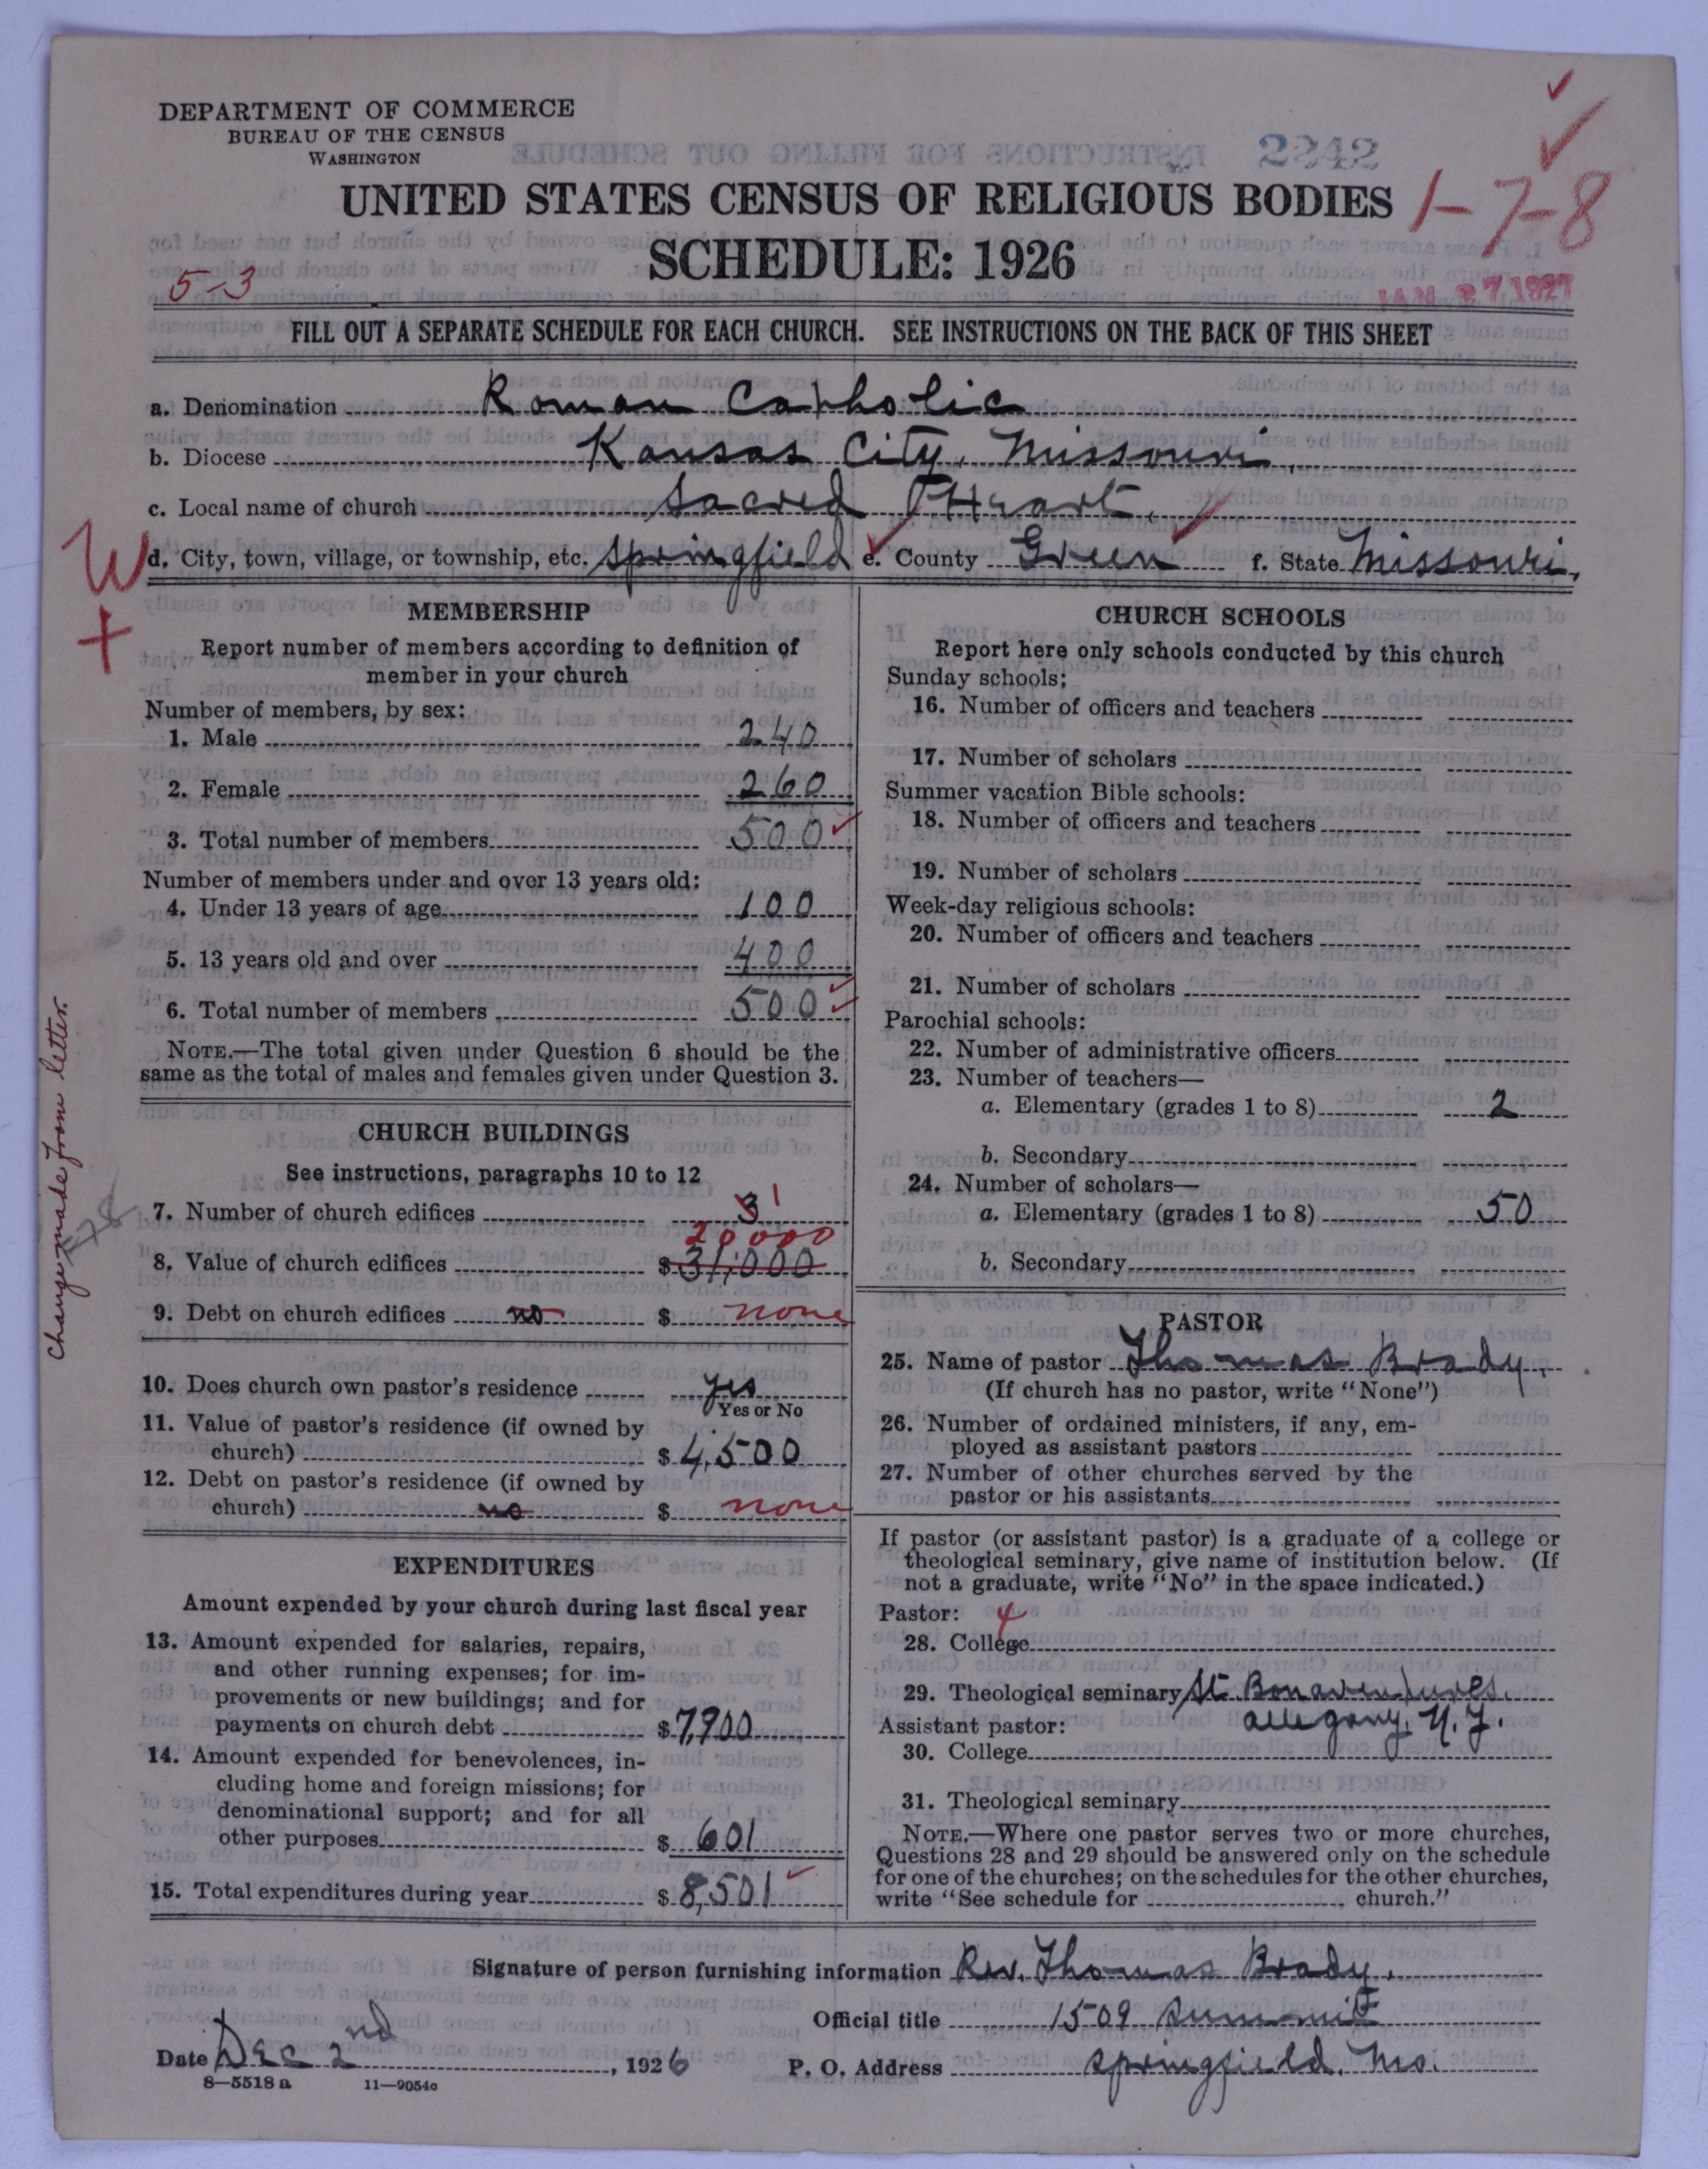 DEPARTMENT OF COMMERCE
BUREAU OF THE CENSUS
WASHINGTON
2242
UNITED STATES CENSUS OF RELIGIOUS BODIES
1-7-8
SCHEDULE: 1926
5-3
JAN 27 1927
FILL OUT A SEPARATE SCHEDULE FOR EACH CHURCH. SEE INSTRUCTIONS ON THE BACK OF THIS SHEET
a. Denomination Roman Catholic
b. Diocese Kansas City, Missouri.
c. Local name of church Sacred Heart.
W d. City, town, village, or township, etc. Springfield e. County Green f. State Missouri.
+
MEMBERSHIP
Report number of members according to definition of
member in your church
Number of members, by sex:
1. Male 240
2. Female 260
3. Total number of members 500
Number of members under and over 13 years old:
4. Under 13 years of age 100
5. 13 years old and over 400
6. Total number of members 500
NOTE.—The total given under Question 6 should be the
same as the total of males and females given under Question 3.
CHURCH BUILDINGS
See instructions, paragraphs 10 to 12
7. Number of church edifices 3 1
20000
8. Value of church edifices $31,000
9. Debt on church edifices no $ none
10. Does church own pastor's residence yes
Yes or No
11. Value of pastor's residence (if owned by
church) $4,500
12. Debt on pastor's residence (if owned by
church) no $ none
EXPENDITURES
Amount expended by your church during last fiscal year
13. Amount expended for salaries, repairs,
and other running expenses; for im-
provements or new buildings; and for
payments on church debt $7,900
14. Amount expended for benevolences, in-
cluding home and foreign missions; for
denominational support; and for all
other purposes $601
15. Total expenditures during year $8,501
Change made from letter.
CHURCH SCHOOLS
Report here only schools conducted by this church
Sunday schools:
16. Number of officers and teachers
17. Number of scholars
Summer vacation Bible schools:
18. Number of officers and teachers
19. Number of scholars
Week-day religious schools:
20. Number of officers and teachers
21. Number of scholars
Parochial schools:
22. Number of administrative officers
23. Number of teachers—
a. Elementary (grades 1 to 8) 2
b. Secondary
24. Number of scholars—
a. Elementary (grades 1 to 8) 50
b. Secondary
PASTOR
25. Name of pastor Thomas Brady.
(If church has no pastor, write "None")
26. Number of ordained ministers, if any, em-
ployed as assistant pastors
27. Number of other churches served by the
pastor or his assistants
If pastor (or assistant pastor) is a graduate of a college or
theological seminary, give name of institution below. (If
not a graduate, write "No" in the space indicated.)
Pastor: 4
28. College
29. Theological seminary St. Bonaventures.
Allegany, N.Y.
Assistant pastor:
30. College
31. Theological seminary
NOTE.—Where one pastor serves two or more churches,
Questions 28 and 29 should be answered only on the schedule
for one of the churches; on the schedules for the other churches,
write "See schedule for church."
Signature of person furnishing information Rev. Thomas Brady.
Official title 1509 Summit
Date Dec 2nd, 1926
P. O. Address Springfield, Mo.
8—5518 a 11—9054c